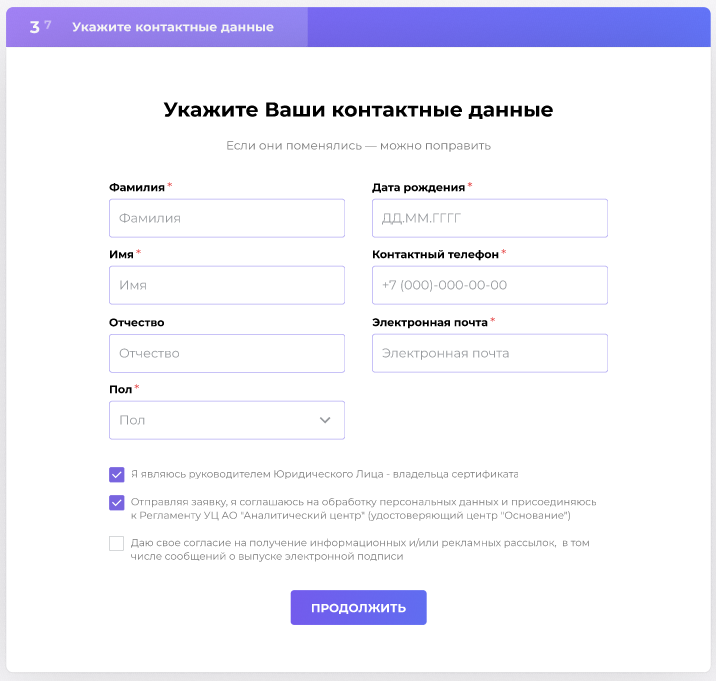 3 7 Укажите контактные данные
Укажите Ваши контактные данные
Если они поменялись — можно поправить
Фамилия *
Фамилия
Дата рождения *
ДД.ММ.ГГГГ
Имя *
Имя
Контактный телефон *
+7 (000)-000-00-00
Отчество
Отчество
Электронная почта *
Электронная почта
Пол *
Пол
Я являюсь руководителем Юридического Лица - владельца сертификата
Отправляя заявку, я соглашаюсь на обработку персональных данных и присоединяюсь
к Регламенту УЦ АО "Аналитический центр" (удостоверяющий центр "Основание")
Даю свое согласие на получение информационных и/или рекламных рассылок, в том
числе сообщений о выпуске электронной подписи
ПРОДОЛЖИТЬ